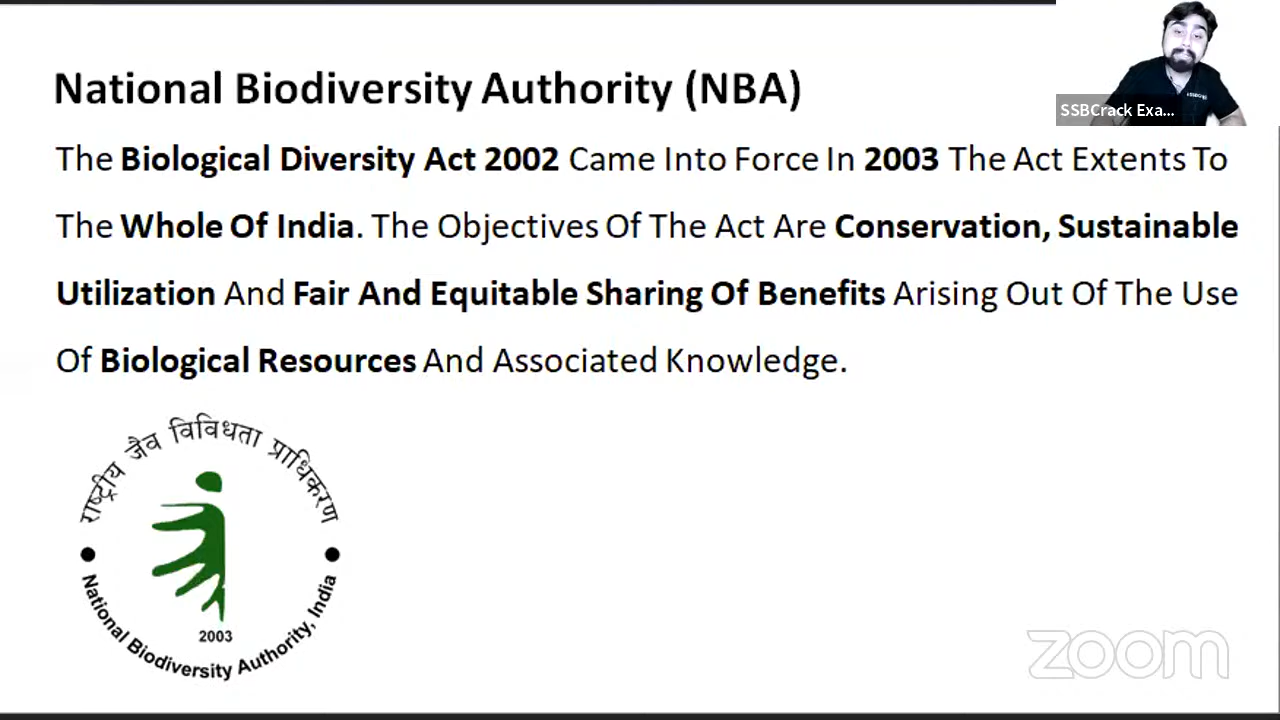 National Biodiversity Authority (NBA)
SSBCrack Exa...
The Biological Diversity Act 2002 Came Into Force In 2003 The Act Extents To
The Whole Of India. The Objectives Of The Act Are Conservation, Sustainable
Utilization And Fair And Equitable Sharing Of Benefits Arising Out Of The Use
Of Biological Resources And Associated Knowledge.
राष्ट्रीय जैव विविधता प्राधिकरण
2003
National Biodiversity Authority, India
zoom